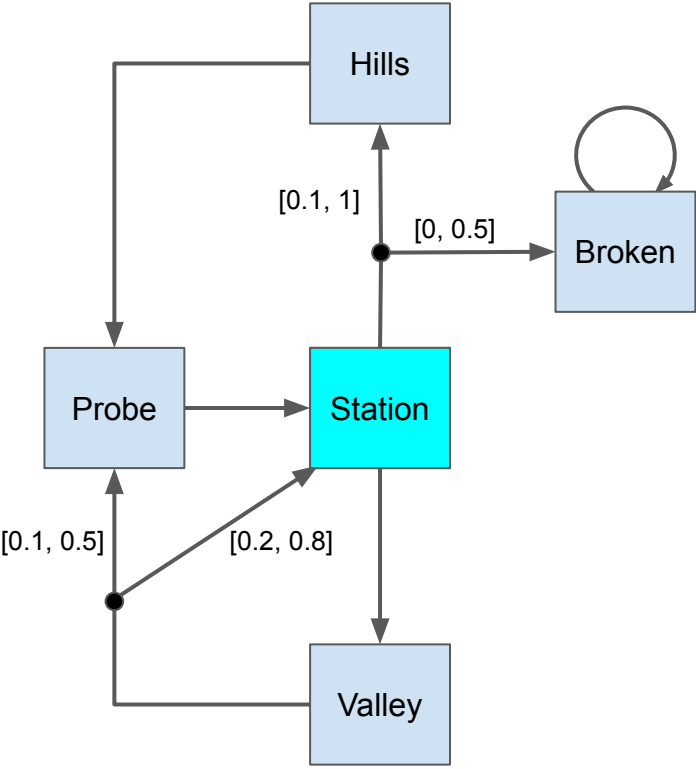 Hills
[0.1, 1]
[0, 0.5]
Broken
Probe
Station
[0.1, 0.5]
[0.2, 0.8]
Valley